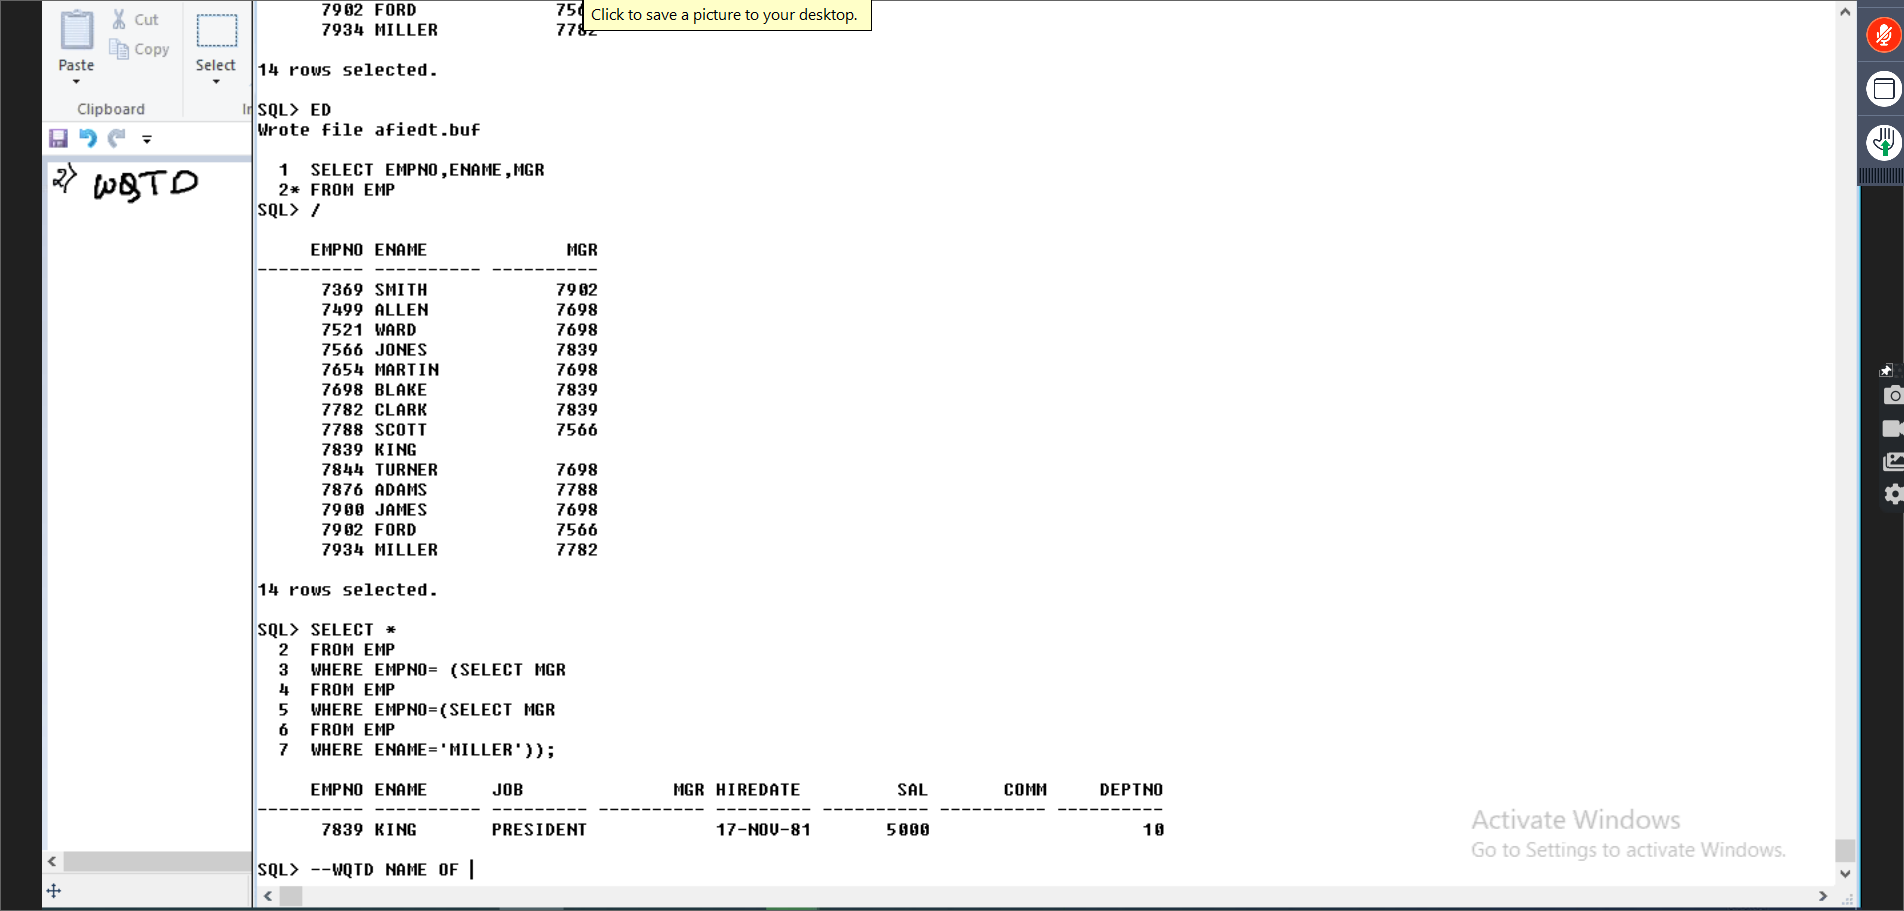 Cut
Copy
Paste
Select
Clipboard
2) WQTD
Click to save a picture to your desktop.
7902 FORD 756
7934 MILLER 7782
14 rows selected.
SQL> ED
Wrote file afiedt.buf
1 SELECT EMPNO,ENAME,MGR
2* FROM EMP
SQL> /
EMPNO ENAME MGR
---------- ---------- ----------
7369 SMITH 7902
7499 ALLEN 7698
7521 WARD 7698
7566 JONES 7839
7654 MARTIN 7698
7698 BLAKE 7839
7782 CLARK 7839
7788 SCOTT 7566
7839 KING
7844 TURNER 7698
7876 ADAMS 7788
7900 JAMES 7698
7902 FORD 7566
7934 MILLER 7782
14 rows selected.
SQL> SELECT *
2 FROM EMP
3 WHERE EMPNO= (SELECT MGR
4 FROM EMP
5 WHERE EMPNO=(SELECT MGR
6 FROM EMP
7 WHERE ENAME='MILLER'));
EMPNO ENAME JOB MGR HIREDATE SAL COMM DEPTNO
---------- ---------- --------- ---------- --------- ---------- ---------- ----------
7839 KING PRESIDENT 17-NOV-81 5000 10
SQL> --WQTD NAME OF
Activate Windows
Go to Settings to activate Windows.